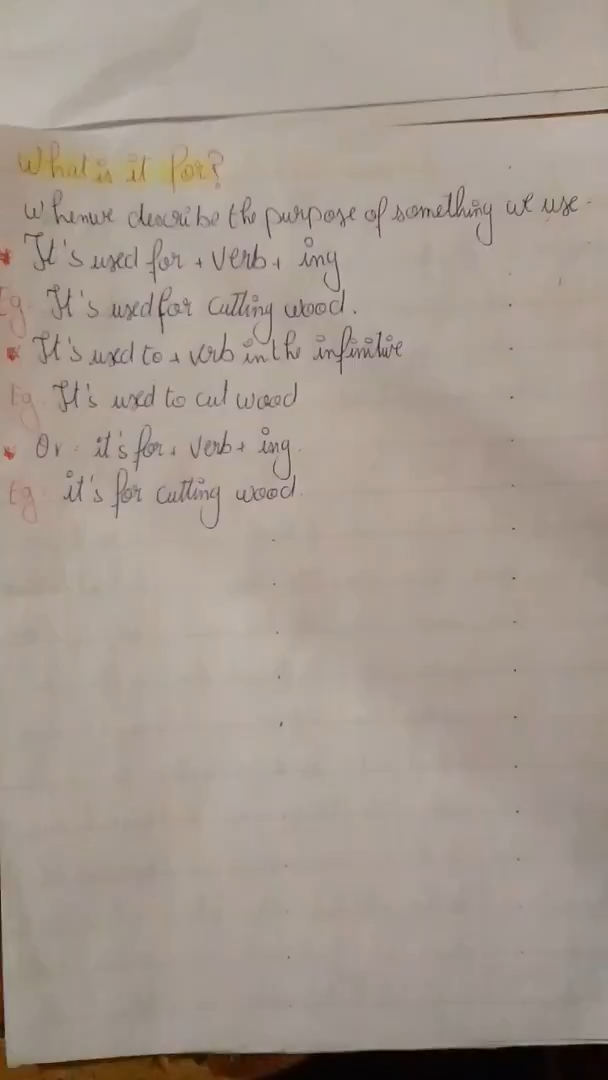 What is it for?
When we describe the purpose of something we use -
* It's used for + verb + ing
Eg. It's used for cutting wood.
* It's used to + verb in the infinitive
Eg. It's used to cut wood
* Or - it's for + verb + ing.
Eg. it's for cutting wood.